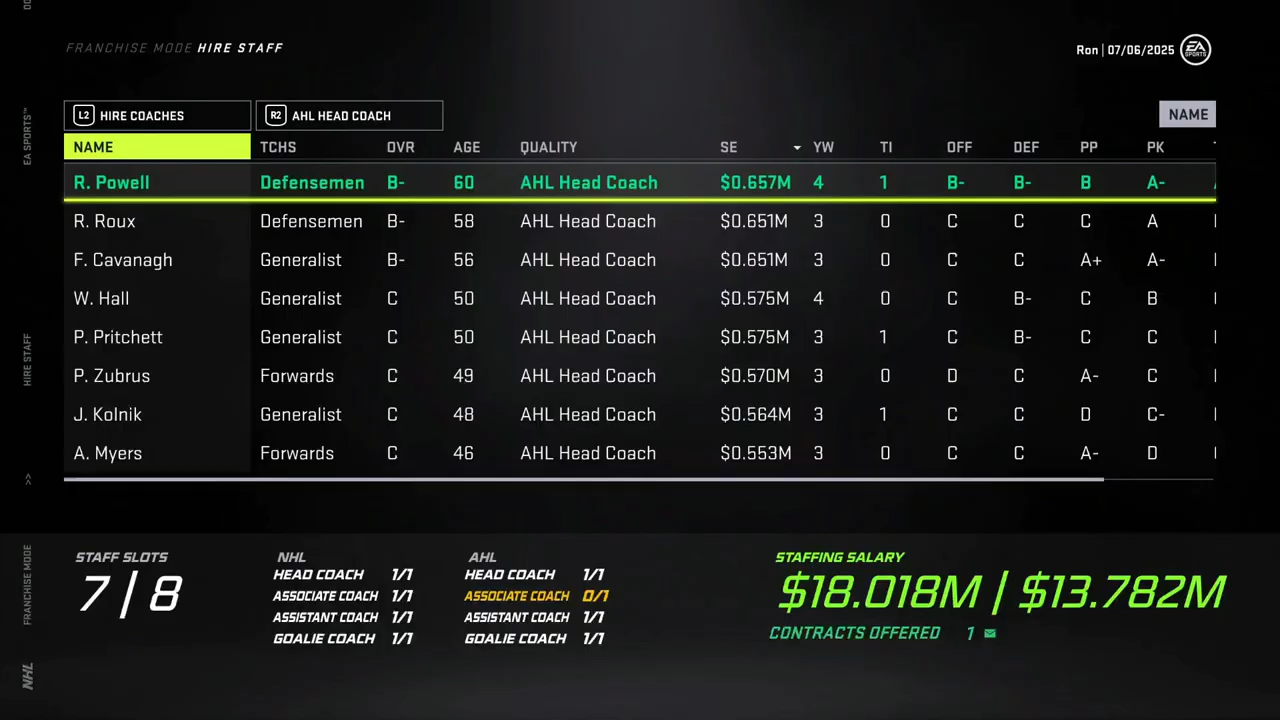 FRANCHISE MODE HIRE STAFF
Ron | 07/06/2025 EA SPORTS
L2 HIRE COACHES R2 AHL HEAD COACH NAME
NAME TCHS OVR AGE QUALITY SE YW TI OFF DEF PP PK
R. Powell Defensemen B- 60 AHL Head Coach $0.657M 4 1 B- B- B A-
R. Roux Defensemen B- 58 AHL Head Coach $0.651M 3 0 C C C A
F. Cavanagh Generalist B- 56 AHL Head Coach $0.651M 3 0 C C A+ A-
W. Hall Generalist C 50 AHL Head Coach $0.575M 4 0 C B- C B
P. Pritchett Generalist C 50 AHL Head Coach $0.575M 3 1 C B- C C
P. Zubrus Forwards C 49 AHL Head Coach $0.570M 3 0 D C A- C
J. Kolnik Generalist C 48 AHL Head Coach $0.564M 3 1 C C D C-
A. Myers Forwards C 46 AHL Head Coach $0.553M 3 0 C C A- D
STAFF SLOTS
7 | 8
NHL
HEAD COACH 1/1
ASSOCIATE COACH 1/1
ASSISTANT COACH 1/1
GOALIE COACH 1/1
AHL
HEAD COACH 1/1
ASSOCIATE COACH 0/1
ASSISTANT COACH 1/1
GOALIE COACH 1/1
STAFFING SALARY
$18.018M | $13.782M
CONTRACTS OFFERED 1
EA SPORTS™
HIRE STAFF
>>
FRANCHISE MODE
NHL